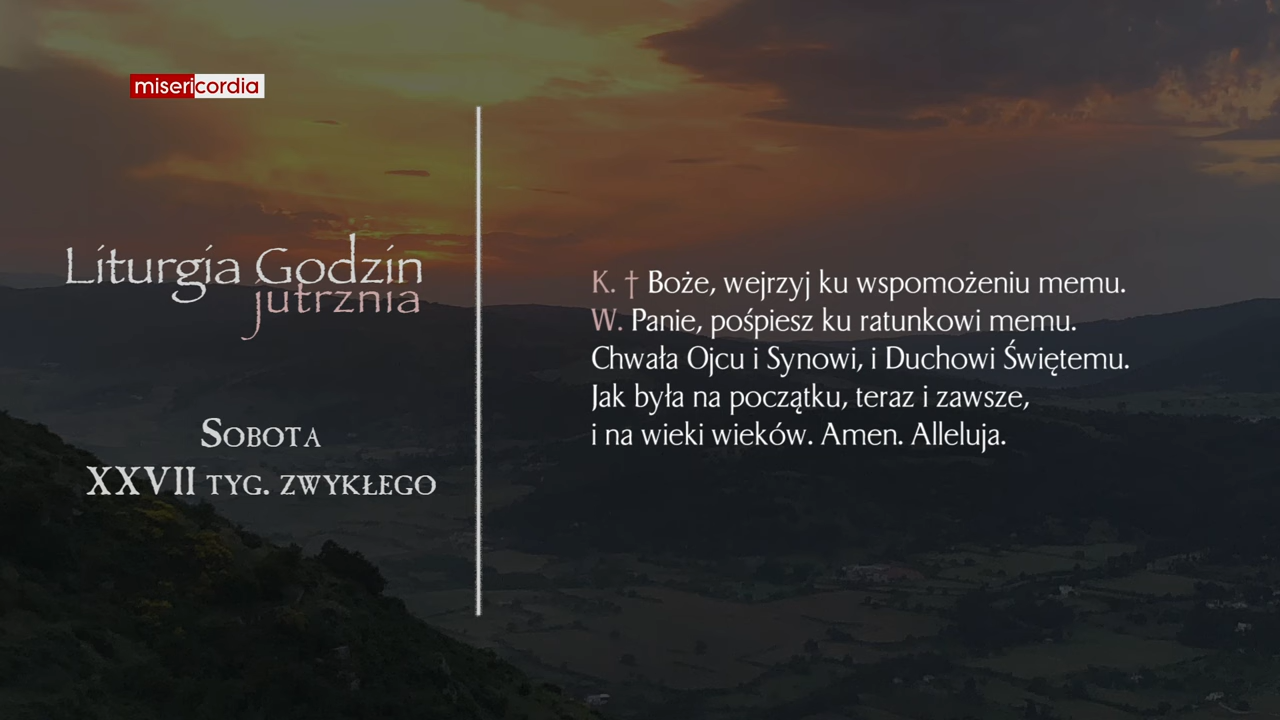 misericordia
Liturgia Godzin
jutrznia
Sobota
XXVII tyg. zwykłego
K. † Boże, wejrzyj ku wspomożeniu memu.
W. Panie, pośpiesz ku ratunkowi memu.
Chwała Ojcu i Synowi, i Duchowi Świętemu.
Jak była na początku, teraz i zawsze,
i na wieki wieków. Amen. Alleluja.